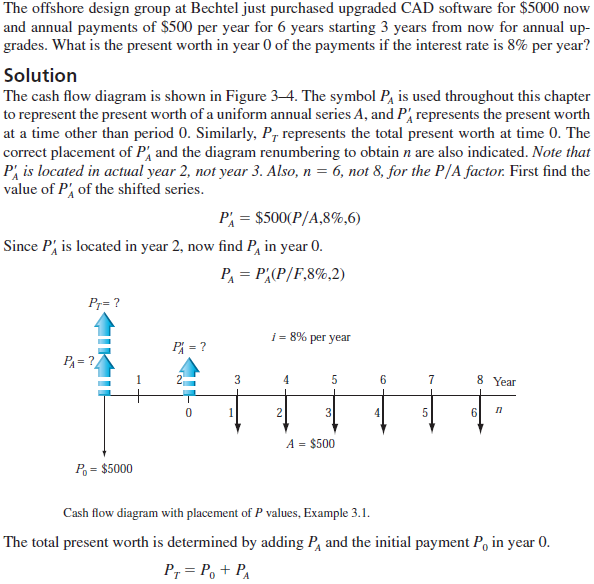 The offshore design group at Bechtel just purchased upgraded CAD software for $5000 now
and annual payments of $500 per year for 6 years starting 3 years from now for annual up-
grades. What is the present worth in year 0 of the payments if the interest rate is 8% per year?
Solution
The cash flow diagram is shown in Figure 3–4. The symbol P_A is used throughout this chapter
to represent the present worth of a uniform annual series A, and P′_A represents the present worth
at a time other than period 0. Similarly, P_T represents the total present worth at time 0. The
correct placement of P′_A and the diagram renumbering to obtain n are also indicated. Note that
P′_A is located in actual year 2, not year 3. Also, n = 6, not 8, for the P/A factor. First find the
value of P′_A of the shifted series.
P′_A = $500(P/A,8%,6)
Since P′_A is located in year 2, now find P_A in year 0.
P_A = P′_A(P/F,8%,2)
P_T = ?
i = 8% per year
P′_A = ?
P_A = ?
1 2 3 4 5 6 7 8 Year
0 1 2 3 4 5 6 n
A = $500
P_0 = $5000
Cash flow diagram with placement of P values, Example 3.1.
The total present worth is determined by adding P_A and the initial payment P_0 in year 0.
P_T = P_0 + P_A